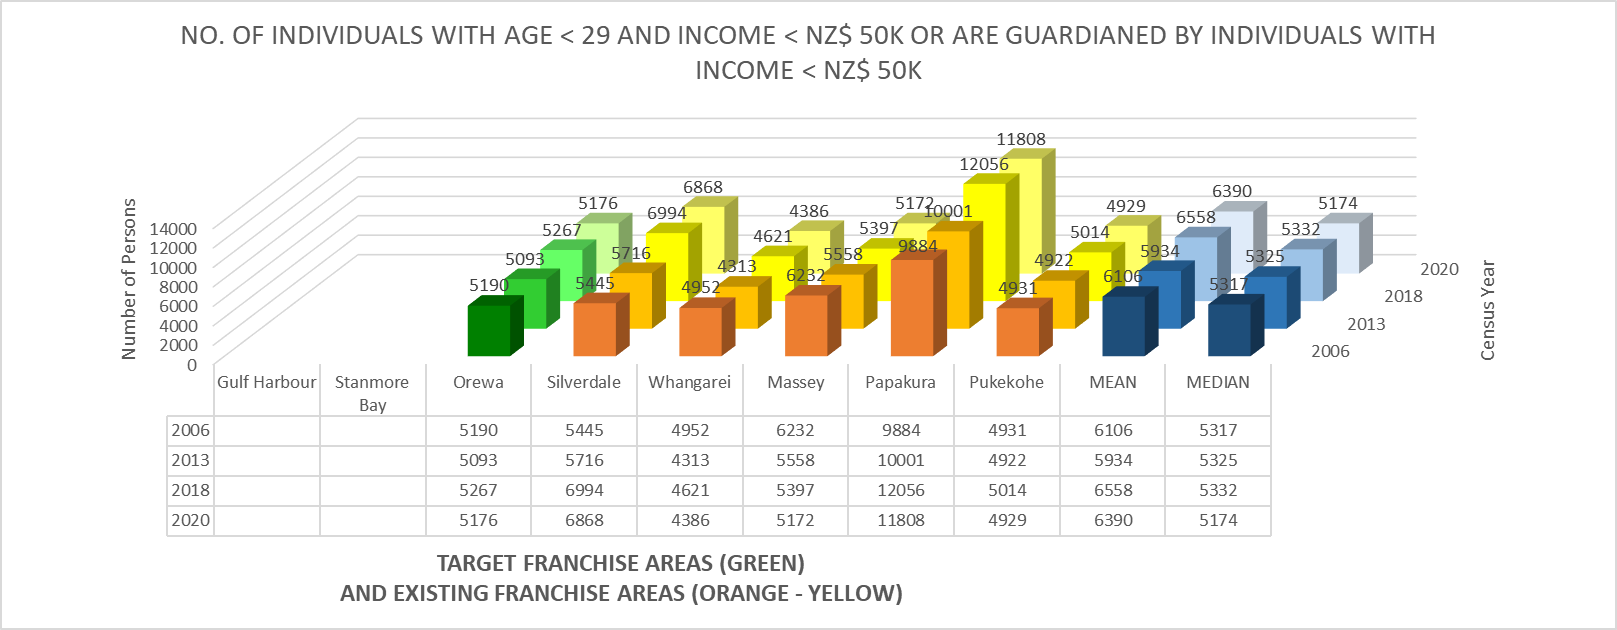 NO. OF INDIVIDUALS WITH AGE < 29 AND INCOME < NZ$ 50K OR ARE GUARDIANED BY INDIVIDUALS WITH
INCOME < NZ$ 50K
Number of Persons
14000
12000
10000
8000
6000
4000
2000
0
5190 5445 4952 6232 9884 4931 6106 5317
5093 5716 4313 5558 10001 4922 5934 5325
5267 6994 4621 5397 12056 5014 6558 5332
5176 6868 4386 5172 11808 4929 6390 5174
2020
2018
2013
2006
Census Year
Gulf Harbour Stanmore Orewa Silverdale Whangarei Massey Papakura Pukekohe MEAN MEDIAN
Bay
2006 5190 5445 4952 6232 9884 4931 6106 5317
2013 5093 5716 4313 5558 10001 4922 5934 5325
2018 5267 6994 4621 5397 12056 5014 6558 5332
2020 5176 6868 4386 5172 11808 4929 6390 5174
TARGET FRANCHISE AREAS (GREEN)
AND EXISTING FRANCHISE AREAS (ORANGE - YELLOW)